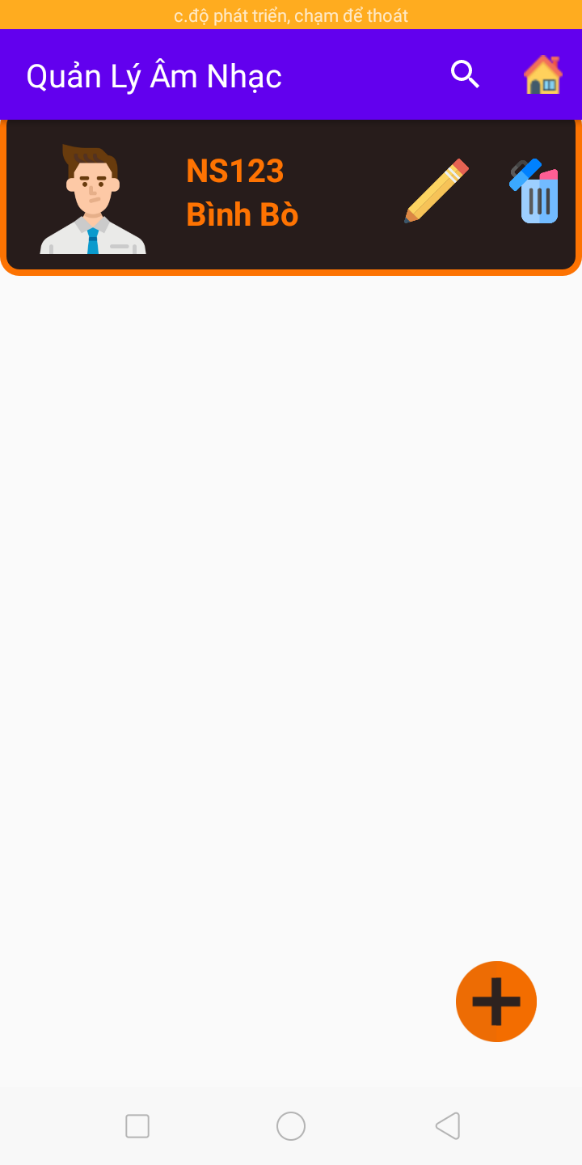 c.độ phát triển, chạm để thoát
Quản Lý Âm Nhạc
NS123
Bình Bò